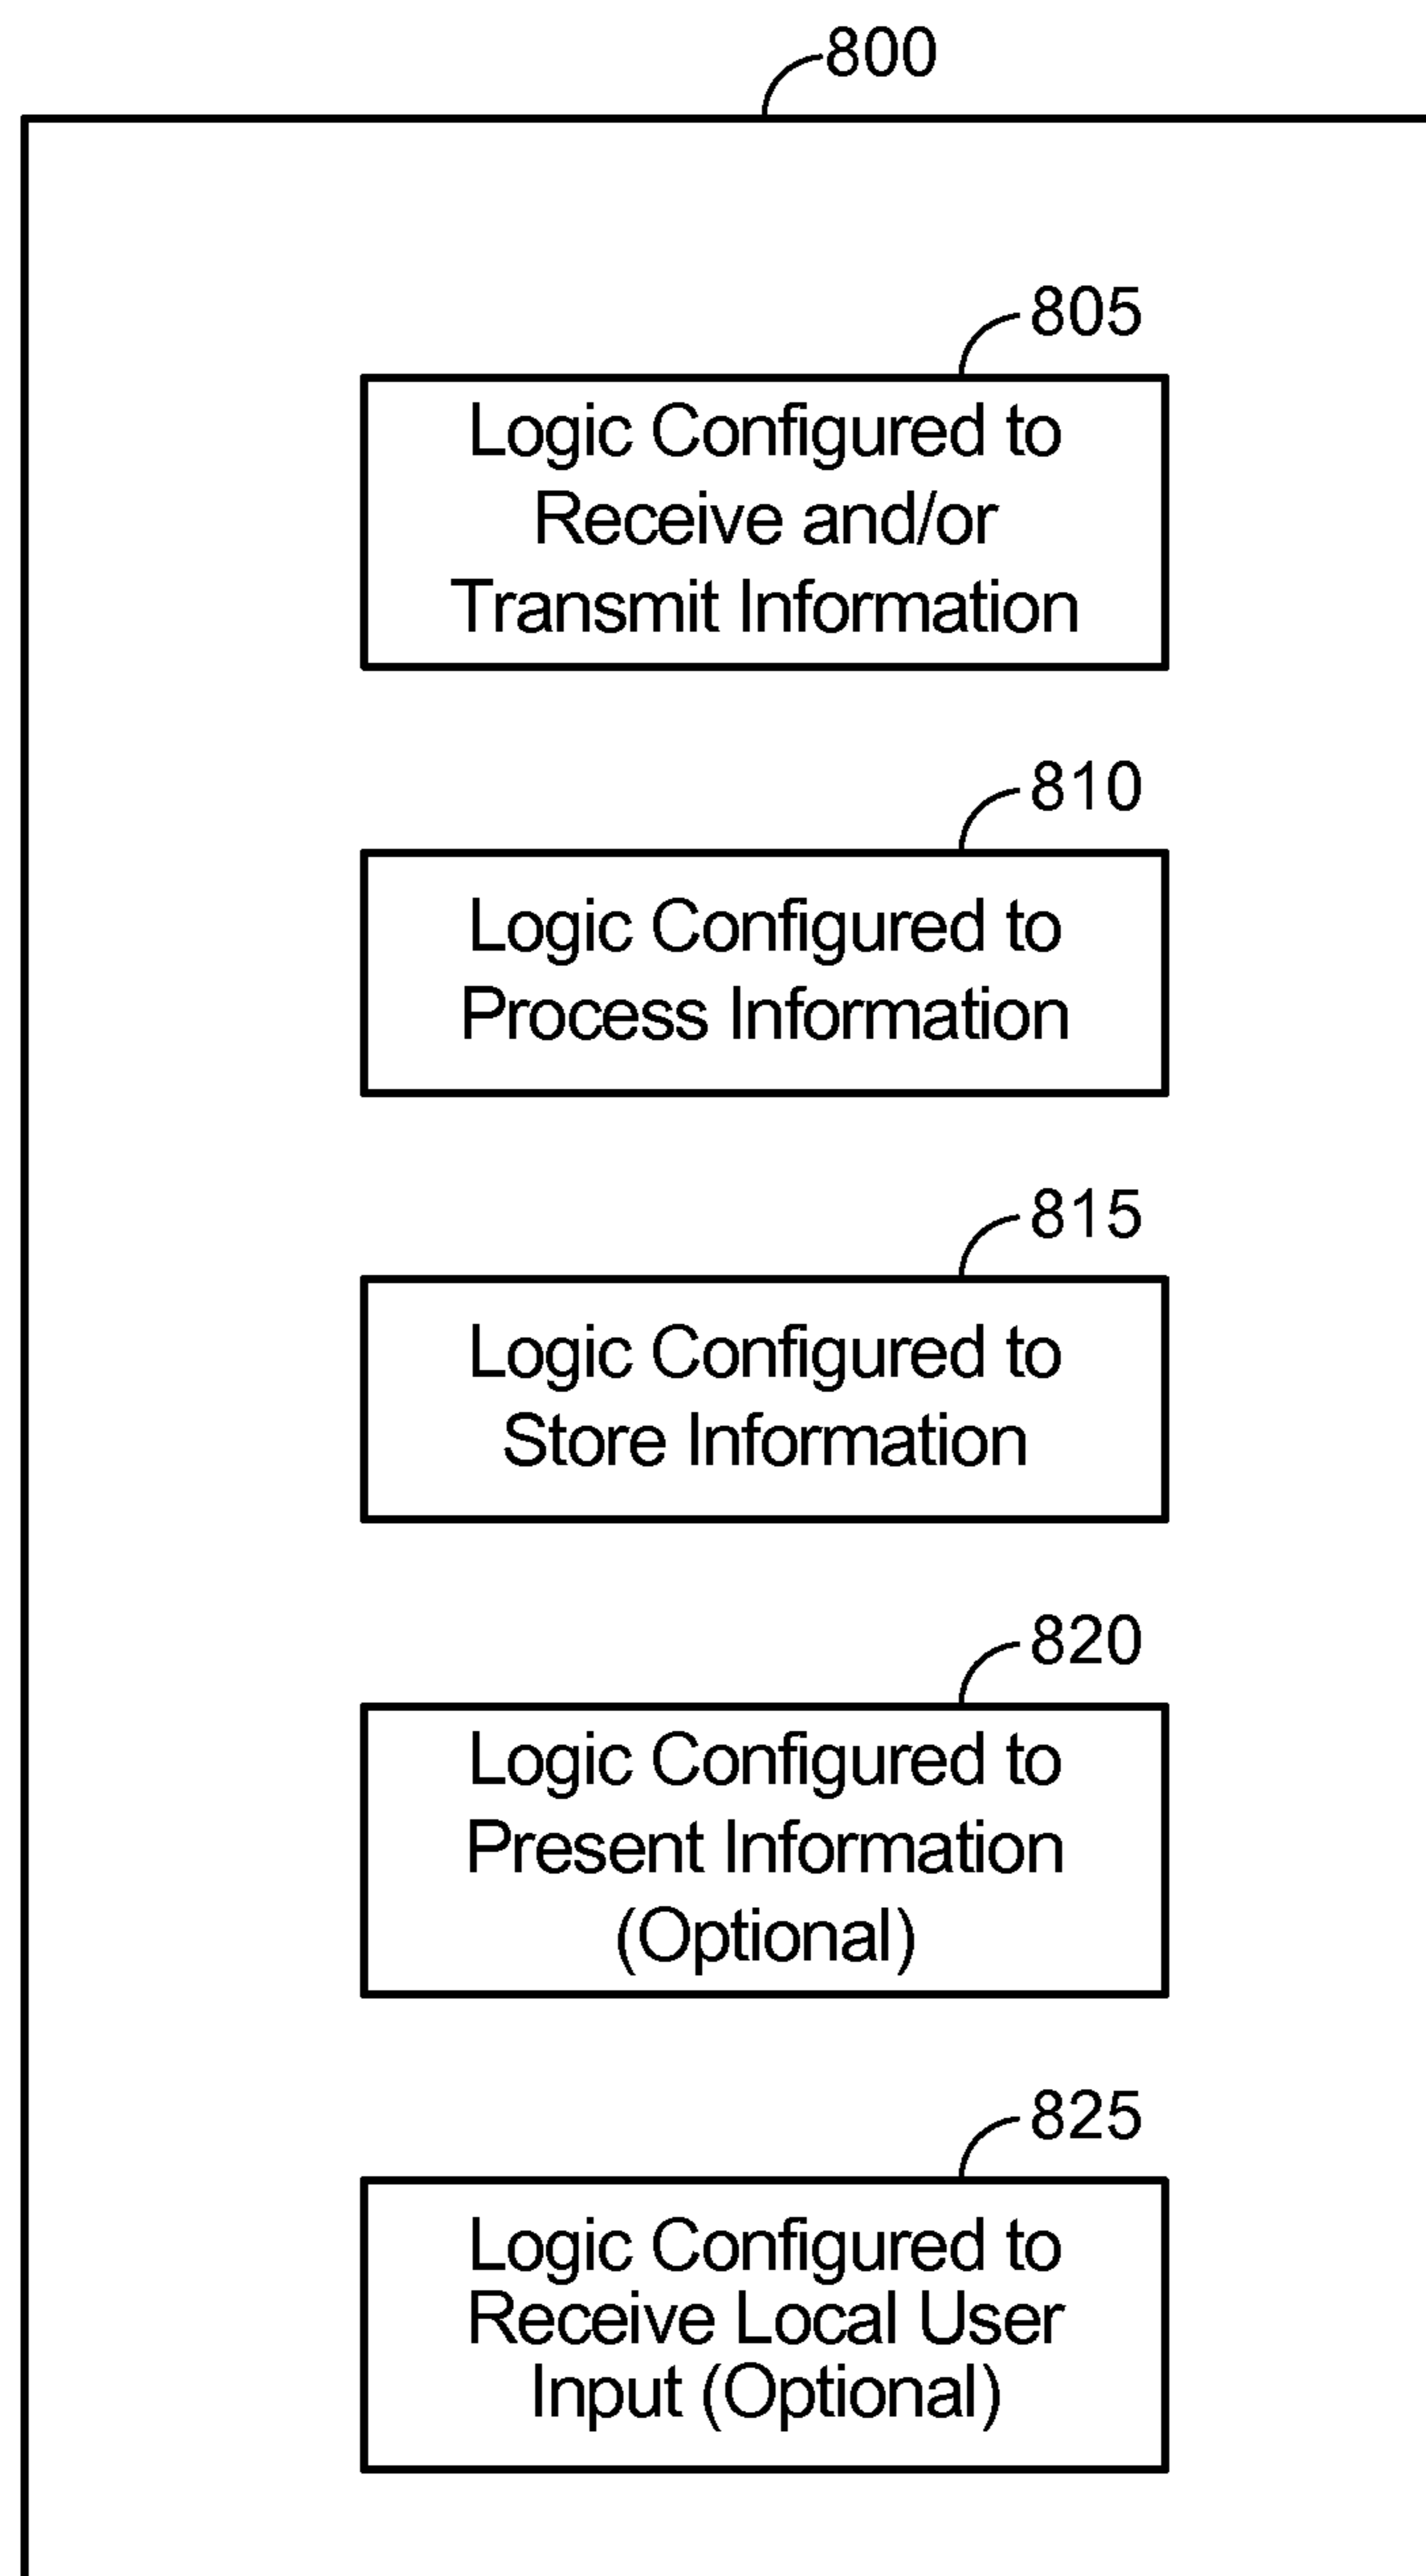 800
805
Logic Configured to
Receive and/or
Transmit Information
810
Logic Configured to
Process Information
815
Logic Configured to
Store Information
820
Logic Configured to
Present Information
(Optional)
825
Logic Configured to
Receive Local User
Input (Optional)